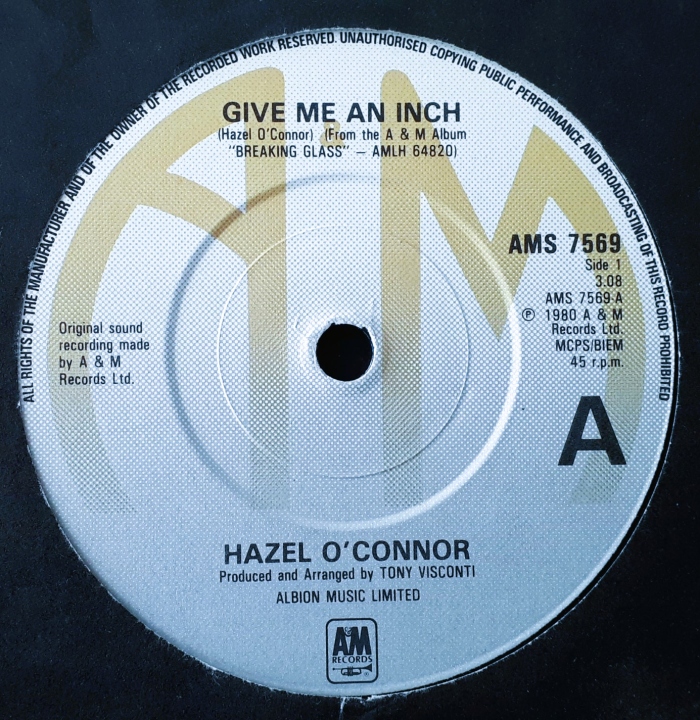 ALL RIGHTS OF THE MANUFACTURER AND OF THE OWNER OF THE RECORDED WORK RESERVED. UNAUTHORISED COPYING PUBLIC PERFORMANCE AND BROADCASTING OF THIS RECORD PROHIBITED
GIVE ME AN INCH
(Hazel O'Connor) (From the A & M Album
"BREAKING GLASS" – AMLH 64820)
AMS 7569
Side 1
3.08
AMS 7569 A
℗ 1980 A & M
Records Ltd.
MCPS/BIEM
45 r.p.m.
Original sound
recording made
by A & M
Records Ltd.
A
HAZEL O'CONNOR
Produced and Arranged by TONY VISCONTI
ALBION MUSIC LIMITED
A&M
RECORDS
®